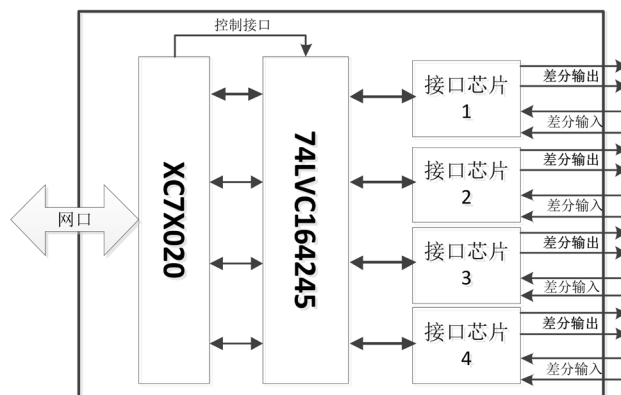 控制接口
网口
XC7X020
74LVC164245
接口芯片
1
差分输出
差分输入
接口芯片
2
差分输出
差分输入
接口芯片
3
差分输出
差分输入
接口芯片
4
差分输出
差分输入